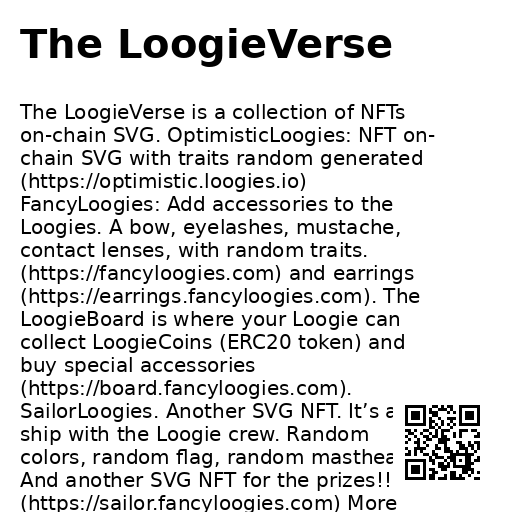 The LoogieVerse
The LoogieVerse is a collection of NFTs
on-chain SVG. OptimisticLoogies: NFT on-
chain SVG with traits random generated
(https://optimistic.loogies.io)
FancyLoogies: Add accessories to the
Loogies. A bow, eyelashes, mustache,
contact lenses, with random traits.
(https://fancyloogies.com) and earrings
(https://earrings.fancyloogies.com). The
LoogieBoard is where your Loogie can
collect LoogieCoins (ERC20 token) and
buy special accessories
(https://board.fancyloogies.com).
SailorLoogies. Another SVG NFT. It’s a
ship with the Loogie crew. Random
colors, random flag, random masthea
And another SVG NFT for the prizes!!
(https://sailor.fancyloogies.com) More